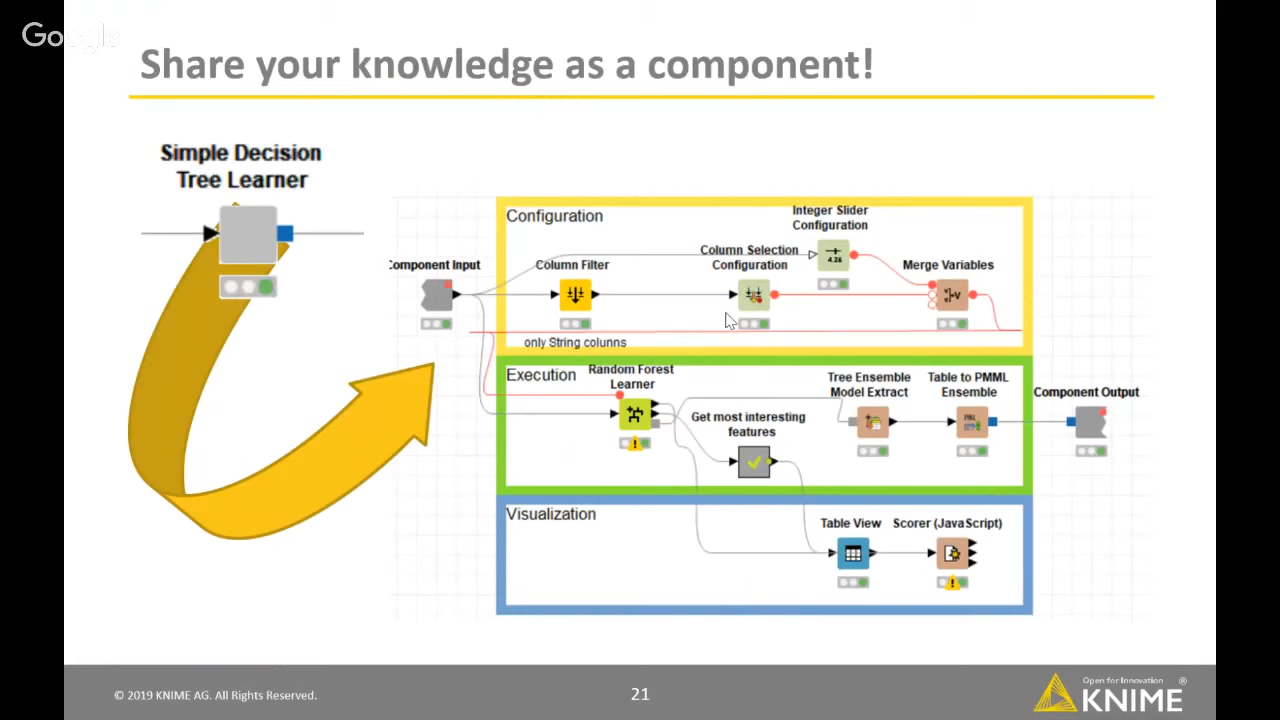 Google
Share your knowledge as a component!
Simple Decision
Tree Learner
Configuration
Integer Slider
Configuration
Component Input
Column Filter
Column Selection
Configuration
4.26
Merge Variables
V
only String colunns
Execution
Random Forest
Learner
Get most interesting
features
Tree Ensemble
Model Extract
Table to PMML
Ensemble
Component Output
Visualization
Table View
Scorer (JavaScript)
© 2019 KNIME AG. All Rights Reserved.
21
Open for Innovation ®
KNIME